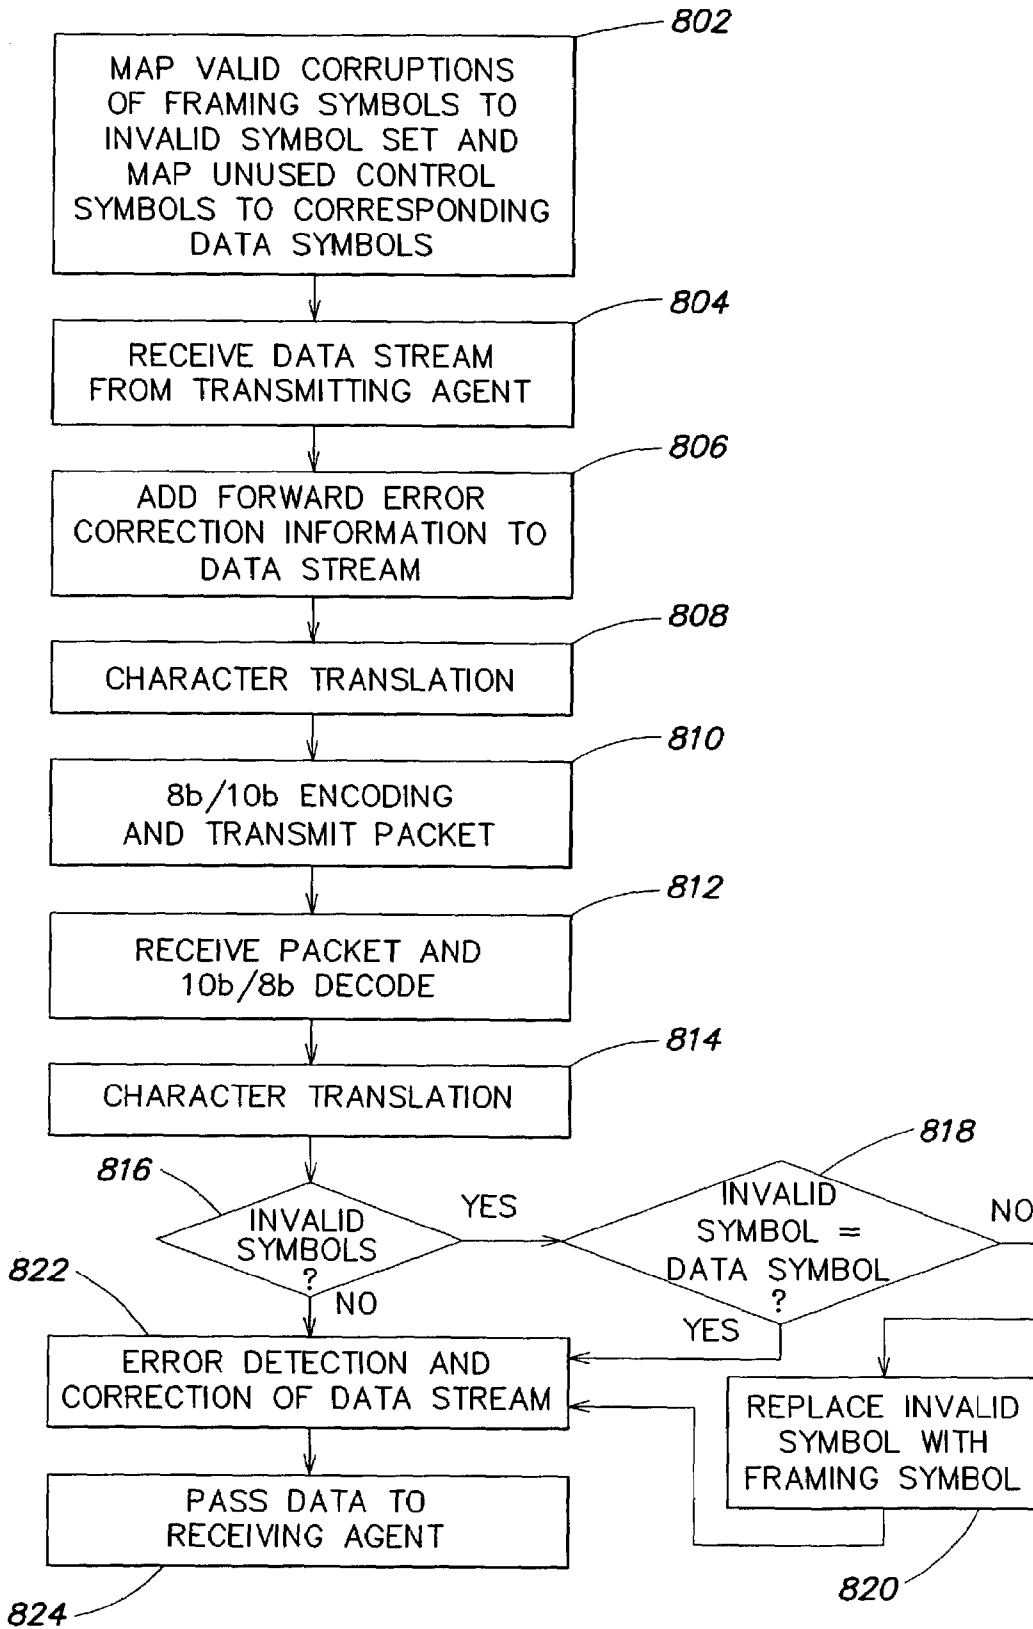 802
MAP VALID CORRUPTIONS
OF FRAMING SYMBOLS TO
INVALID SYMBOL SET AND
MAP UNUSED CONTROL
SYMBOLS TO CORRESPONDING
DATA SYMBOLS
804
RECEIVE DATA STREAM
FROM TRANSMITTING AGENT
806
ADD FORWARD ERROR
CORRECTION INFORMATION TO
DATA STREAM
808
CHARACTER TRANSLATION
810
8b/10b ENCODING
AND TRANSMIT PACKET
812
RECEIVE PACKET AND
10b/8b DECODE
814
CHARACTER TRANSLATION
816
INVALID
SYMBOLS
?
YES
NO
818
INVALID
SYMBOL =
DATA SYMBOL
?
NO
YES
822
ERROR DETECTION AND
CORRECTION OF DATA STREAM
REPLACE INVALID
SYMBOL WITH
FRAMING SYMBOL
820
PASS DATA TO
RECEIVING AGENT
824